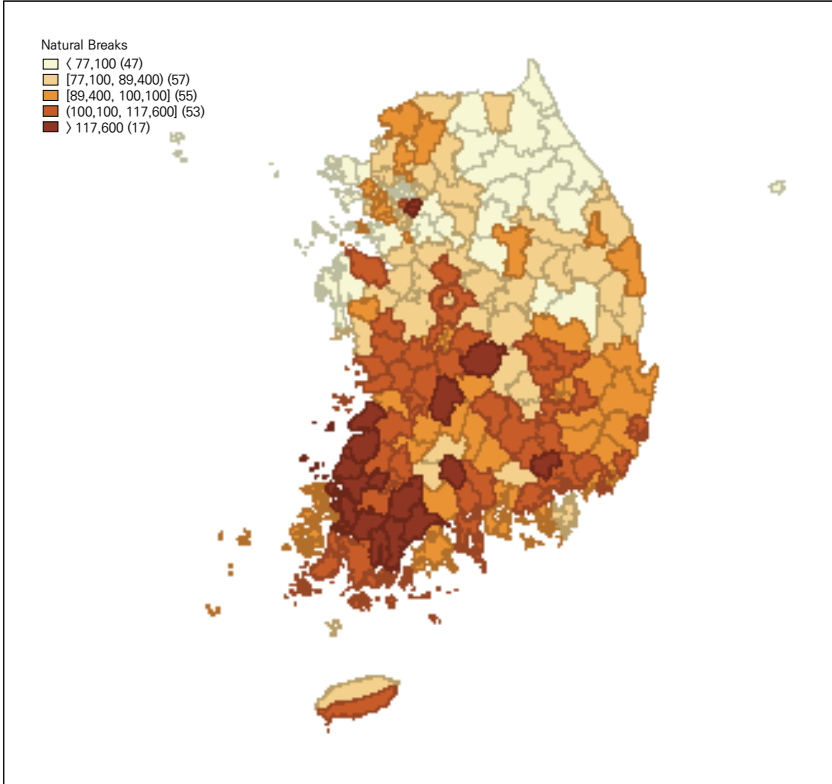 Natural Breaks
〈 77,100 (47)
[77,100, 89,400) (57)
[89,400, 100,100] (55)
(100,100, 117,600] (53)
〉 117,600 (17)